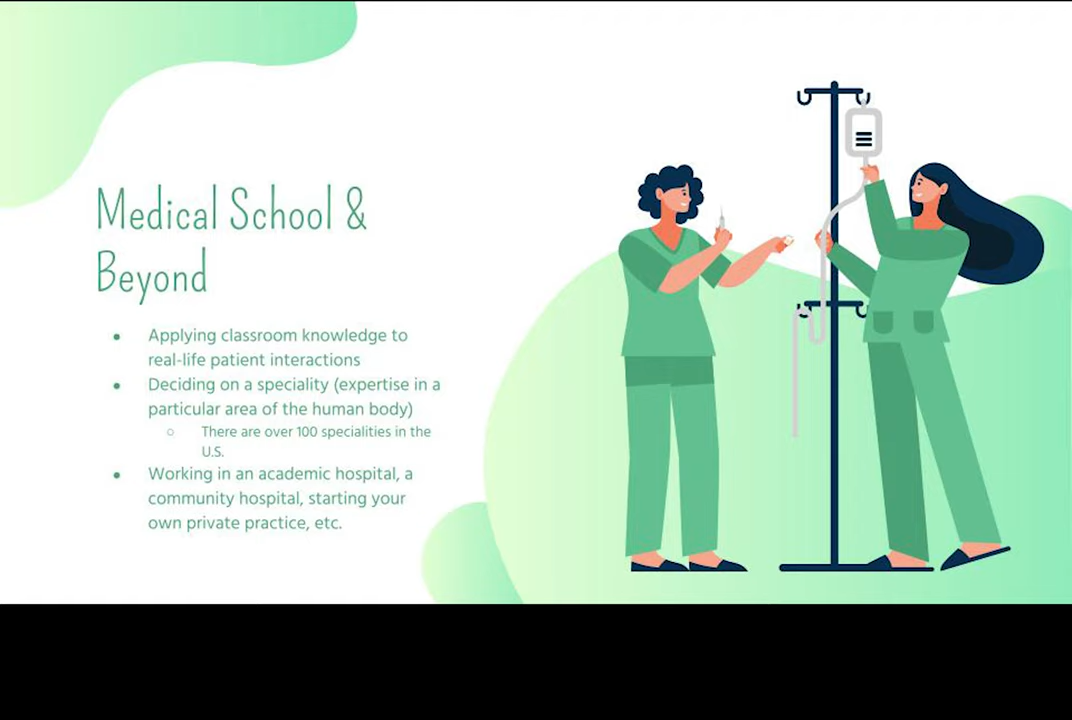 Medical School &
Beyond
● Applying classroom knowledge to
real-life patient interactions
● Deciding on a speciality (expertise in a
particular area of the human body)
○ There are over 100 specialities in the
U.S.
● Working in an academic hospital, a
community hospital, starting your
own private practice, etc.